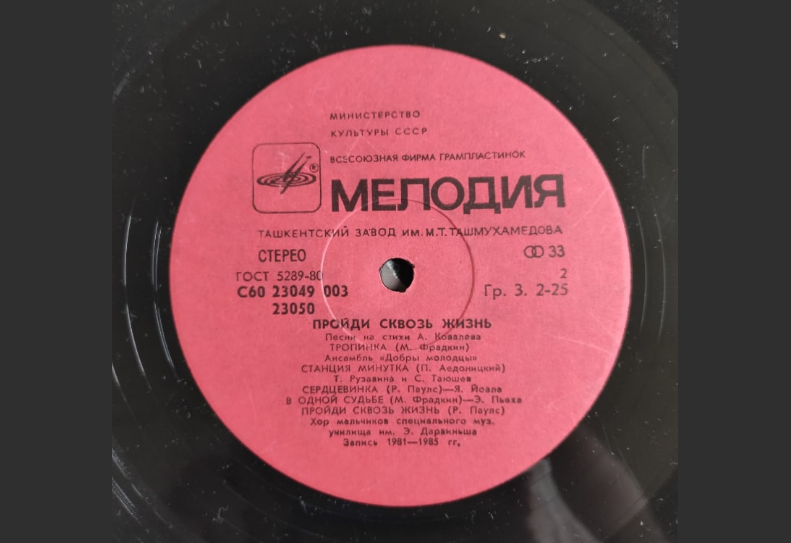 МИНИСТЕРСТВО
КУЛЬТУРЫ СССР
ВСЕСОЮЗНАЯ ФИРМА ГРАМПЛАСТИНОК
МЕЛОДИЯ
ТАШКЕНТСКИЙ ЗАВОД ИМ. М.Т. ТАШМУХАМЕДОВА
СТЕРЕО
33
ГОСТ 5289-80
2
С60 23049 003
Гр. 3. 2-25
23050
ПРОЙДИ СКВОЗЬ ЖИЗНЬ
Песни на стихи А. Ковалева
ТРОПИНКА (М. Фрадкин)
Ансамбль «Добры молодцы»
СТАНЦИЯ МИНУТКА (П. Аедоницкий)
Т. Рузавина и С. Таюшев
СЕРДЦЕВИНКА (Р. Паулс)—Я. Йоала
В ОДНОЙ СУДЬБЕ (М. Фрадкин)—Э. Пьеха
ПРОЙДИ СКВОЗЬ ЖИЗНЬ (Р. Паулс)
Хор мальчиков специального муз.
училища им. Э. Дарзиньша
Запись 1981—1985 гг.